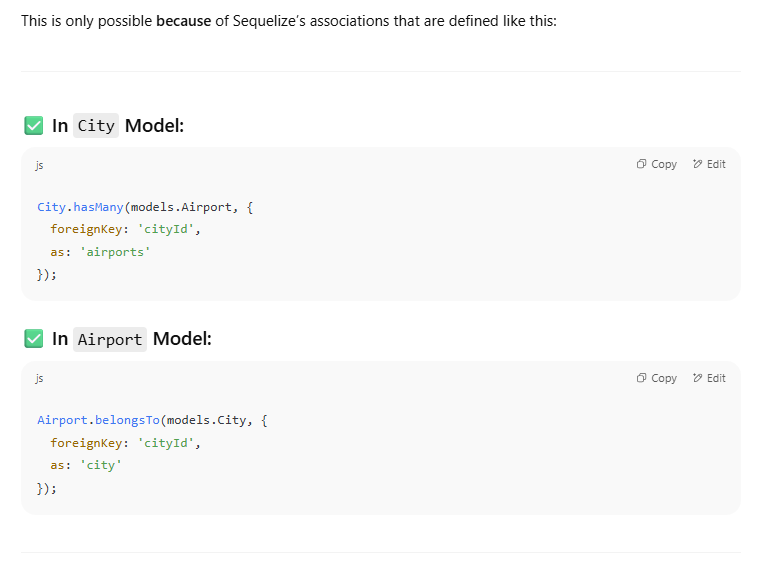 This is only possible because of Sequelize's associations that are defined like this:
✅ In City Model:
js
Copy
Edit
City.hasMany(models.Airport, {
  foreignKey: 'cityId',
  as: 'airports'
});
✅ In Airport Model:
js
Copy
Edit
Airport.belongsTo(models.City, {
  foreignKey: 'cityId',
  as: 'city'
});